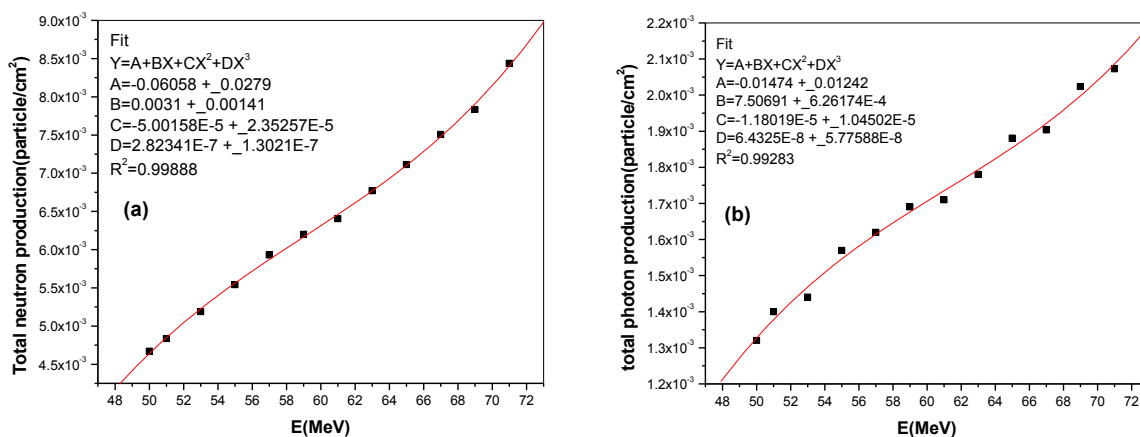 (a)
Fit
Y=A+BX+CX²+DX³
A=-0.06058 +_0.0279
B=0.0031 +_0.00141
C=-5.00158E-5 +_2.35257E-5
D=2.82341E-7 +_1.3021E-7
R²=0.99888
9.0x10⁻³
8.5x10⁻³
8.0x10⁻³
7.5x10⁻³
7.0x10⁻³
6.5x10⁻³
6.0x10⁻³
5.5x10⁻³
5.0x10⁻³
4.5x10⁻³
Total neutron production(particle/cm²)
48 50 52 54 56 58 60 62 64 66 68 70 72
E(MeV)
(b)
Fit
Y=A+BX+CX²+DX³
A=-0.01474 +_0.01242
B=7.50691 +_6.26174E-4
C=-1.18019E-5 +_1.04502E-5
D=6.4325E-8 +_5.77588E-8
R²=0.99283
2.2x10⁻³
2.1x10⁻³
2.0x10⁻³
1.9x10⁻³
1.8x10⁻³
1.7x10⁻³
1.6x10⁻³
1.5x10⁻³
1.4x10⁻³
1.3x10⁻³
1.2x10⁻³
total photon production(particle/cm²)
48 50 52 54 56 58 60 62 64 66 68 70 72
E(MeV)